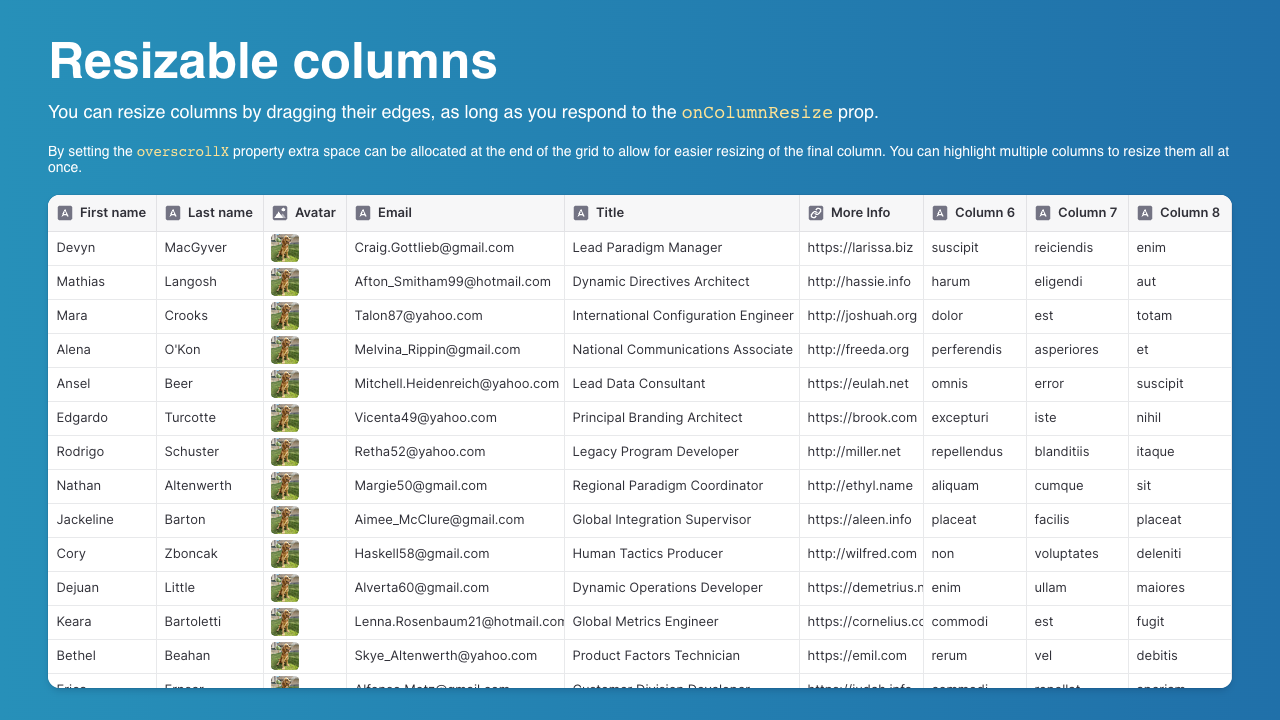 Resizable columns
You can resize columns by dragging their edges, as long as you respond to the onColumnResize prop.
By setting the overscrollX property extra space can be allocated at the end of the grid to allow for easier resizing of the final column. You can highlight multiple columns to resize them all at
once.
First name Last name Avatar Email Title More Info Column 6 Column 7 Column 8
Devyn MacGyver Craig.Gottlieb@gmail.com Lead Paradigm Manager https://larissa.biz suscipit reiciendis enim
Mathias Langosh Afton_Smitham99@hotmail.com Dynamic Directives Architect http://hassie.info harum eligendi aut
Mara Crooks Talon87@yahoo.com International Configuration Engineer http://joshuah.org dolor est totam
Alena O'Kon Melvina_Rippin@gmail.com National Communications Associate http://freeda.org perferendis asperiores et
Ansel Beer Mitchell.Heidenreich@yahoo.com Lead Data Consultant https://eulah.net omnis error suscipit
Edgardo Turcotte Vicenta49@yahoo.com Principal Branding Architect https://brook.com excepturi iste nihil
Rodrigo Schuster Retha52@yahoo.com Legacy Program Developer http://miller.net repellendus blanditiis itaque
Nathan Altenwerth Margie50@gmail.com Regional Paradigm Coordinator http://ethyl.name aliquam cumque sit
Jackeline Barton Aimee_McClure@gmail.com Global Integration Supervisor https://aleen.info placeat facilis placeat
Cory Zboncak Haskell58@gmail.com Human Tactics Producer http://wilfred.com non voluptates deleniti
Dejuan Little Alverta60@gmail.com Dynamic Operations Developer https://demetrius.n enim ullam maiores
Keara Bartoletti Lenna.Rosenbaum21@hotmail.com Global Metrics Engineer https://cornelius.co commodi est fugit
Bethel Beahan Skye_Altenwerth@yahoo.com Product Factors Technician https://emil.com rerum vel debitis